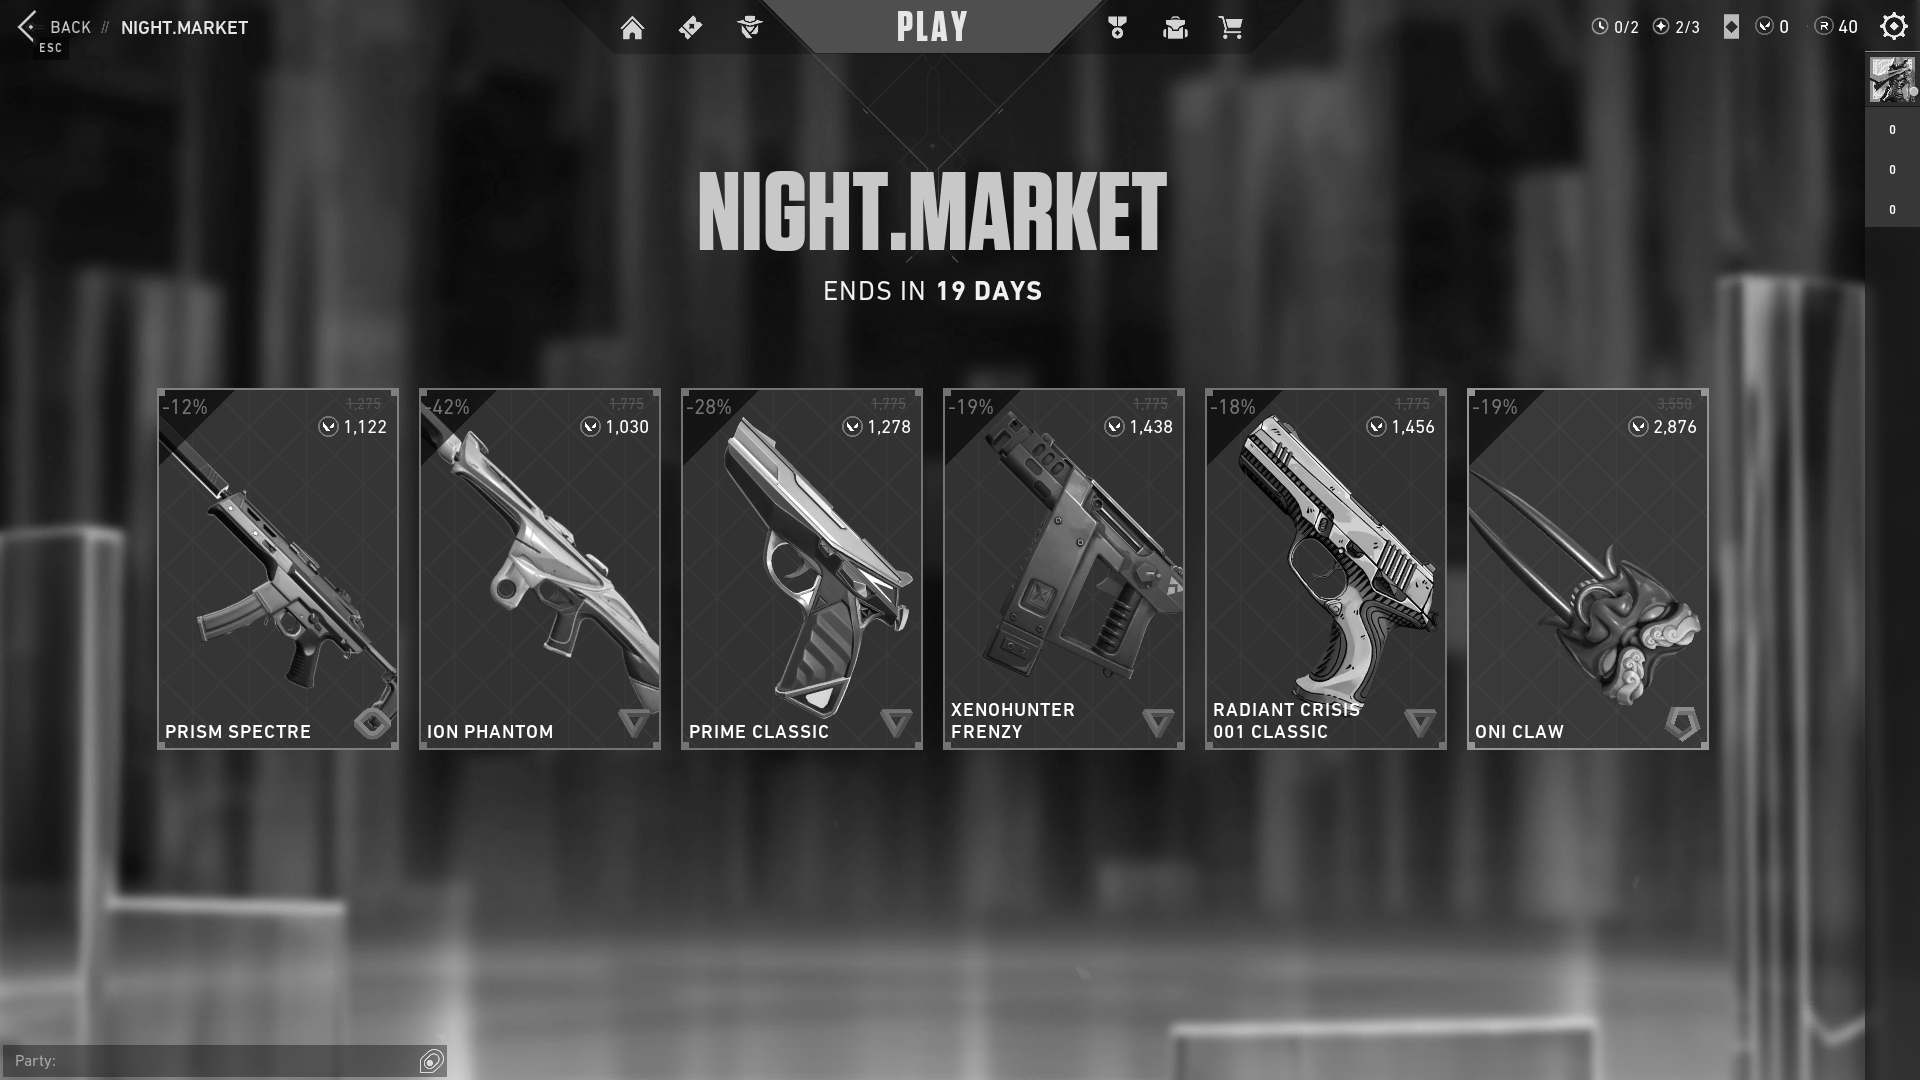 BACK // NIGHT.MARKET
ESC
PLAY
0/2
2/3
0
R 40
0
0
0
NIGHT.MARKET
ENDS IN 19 DAYS
-12%
1,275
1,122
PRISM SPECTRE
-42%
1,775
1,030
ION PHANTOM
-28%
1,775
1,278
PRIME CLASSIC
-19%
1,775
1,438
XENOHUNTER
FRENZY
-18%
1,775
1,456
RADIANT CRISIS
001 CLASSIC
-19%
3,550
2,876
ONI CLAW
Party: